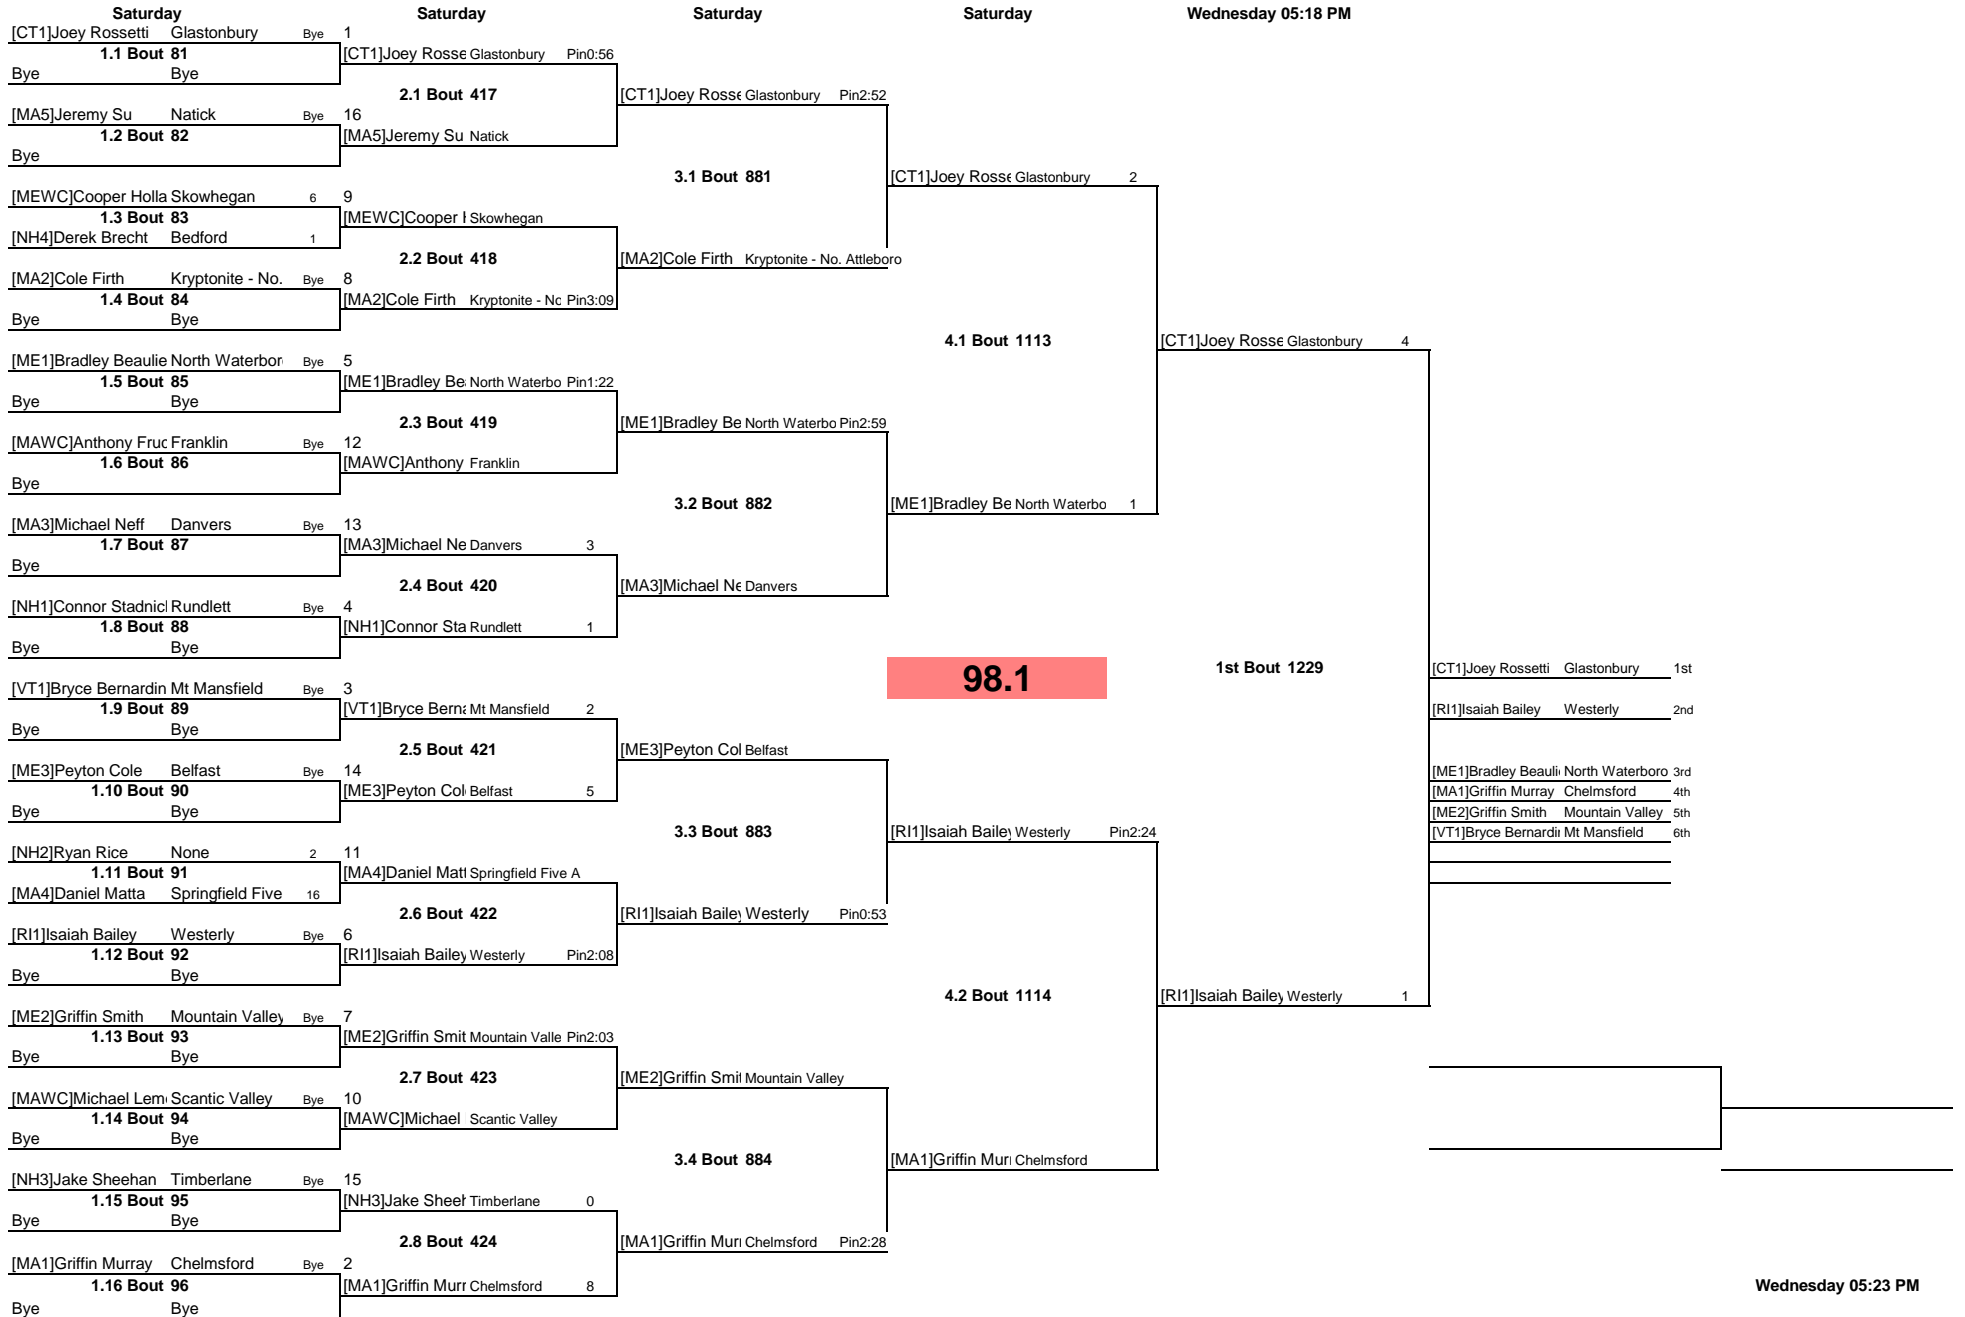 Saturday Saturday Saturday Saturday Wednesday 05:18 PM
[CT1]Joey Rossetti Glastonbury Bye 1
1.1 Bout 81 [CT1]Joey Rosse Glastonbury Pin0:56
Bye Bye
2.1 Bout 417 [CT1]Joey Rosse Glastonbury Pin2:52
[MA5]Jeremy Su Natick Bye 16
1.2 Bout 82 [MA5]Jeremy Su Natick
Bye
3.1 Bout 881 [CT1]Joey Rosse Glastonbury 2
[MEWC]Cooper Holla Skowhegan 6 9
1.3 Bout 83 [MEWC]Cooper H Skowhegan
[NH4]Derek Brecht Bedford 1
2.2 Bout 418 [MA2]Cole Firth Kryptonite - No. Attleboro
[MA2]Cole Firth Kryptonite - No. Bye 8
1.4 Bout 84 [MA2]Cole Firth Kryptonite - Nc Pin3:09
Bye Bye
4.1 Bout 1113 [CT1]Joey Rosse Glastonbury 4
[ME1]Bradley Beaulie North Waterbor Bye 5
1.5 Bout 85 [ME1]Bradley Be North Waterbo Pin1:22
Bye Bye
2.3 Bout 419 [ME1]Bradley Be North Waterbo Pin2:59
[MAWC]Anthony Fruc Franklin Bye 12
1.6 Bout 86 [MAWC]Anthony Franklin
Bye
3.2 Bout 882 [ME1]Bradley Be North Waterbo 1
[MA3]Michael Neff Danvers Bye 13
1.7 Bout 87 [MA3]Michael Ne Danvers 3
Bye
2.4 Bout 420 [MA3]Michael Ne Danvers
[NH1]Connor Stadnicl Rundlett Bye 4
1.8 Bout 88 [NH1]Connor Sta Rundlett 1
Bye Bye
98.1 1st Bout 1229 [CT1]Joey Rossetti Glastonbury 1st
[VT1]Bryce Bernardin Mt Mansfield Bye 3
1.9 Bout 89 [VT1]Bryce Berna Mt Mansfield 2 [RI1]Isaiah Bailey Westerly 2nd
Bye Bye
2.5 Bout 421 [ME3]Peyton Col Belfast
[ME3]Peyton Cole Belfast Bye 14 [ME1]Bradley Beauli North Waterboro 3rd
1.10 Bout 90 [ME3]Peyton Col Belfast 5 [MA1]Griffin Murray Chelmsford 4th
Bye Bye [ME2]Griffin Smith Mountain Valley 5th
3.3 Bout 883 [RI1]Isaiah Bailey Westerly Pin2:24 [VT1]Bryce Bernardi Mt Mansfield 6th
[NH2]Ryan Rice None 2 11
1.11 Bout 91 [MA4]Daniel Matt Springfield Five A
[MA4]Daniel Matta Springfield Five 16
2.6 Bout 422 [RI1]Isaiah Bailey Westerly Pin0:53
[RI1]Isaiah Bailey Westerly Bye 6
1.12 Bout 92 [RI1]Isaiah Bailey Westerly Pin2:08
Bye Bye
4.2 Bout 1114 [RI1]Isaiah Bailey Westerly 1
[ME2]Griffin Smith Mountain Valley Bye 7
1.13 Bout 93 [ME2]Griffin Smit Mountain Valle Pin2:03
Bye Bye
2.7 Bout 423 [ME2]Griffin Smit Mountain Valley
[MAWC]Michael Lem Scantic Valley Bye 10
1.14 Bout 94 [MAWC]Michael Scantic Valley
Bye Bye
3.4 Bout 884 [MA1]Griffin Murr Chelmsford
[NH3]Jake Sheehan Timberlane Bye 15
1.15 Bout 95 [NH3]Jake Sheeh Timberlane 0
Bye Bye
2.8 Bout 424 [MA1]Griffin Murr Chelmsford Pin2:28
[MA1]Griffin Murray Chelmsford Bye 2
1.16 Bout 96 [MA1]Griffin Murr Chelmsford 8 Wednesday 05:23 PM
Bye Bye